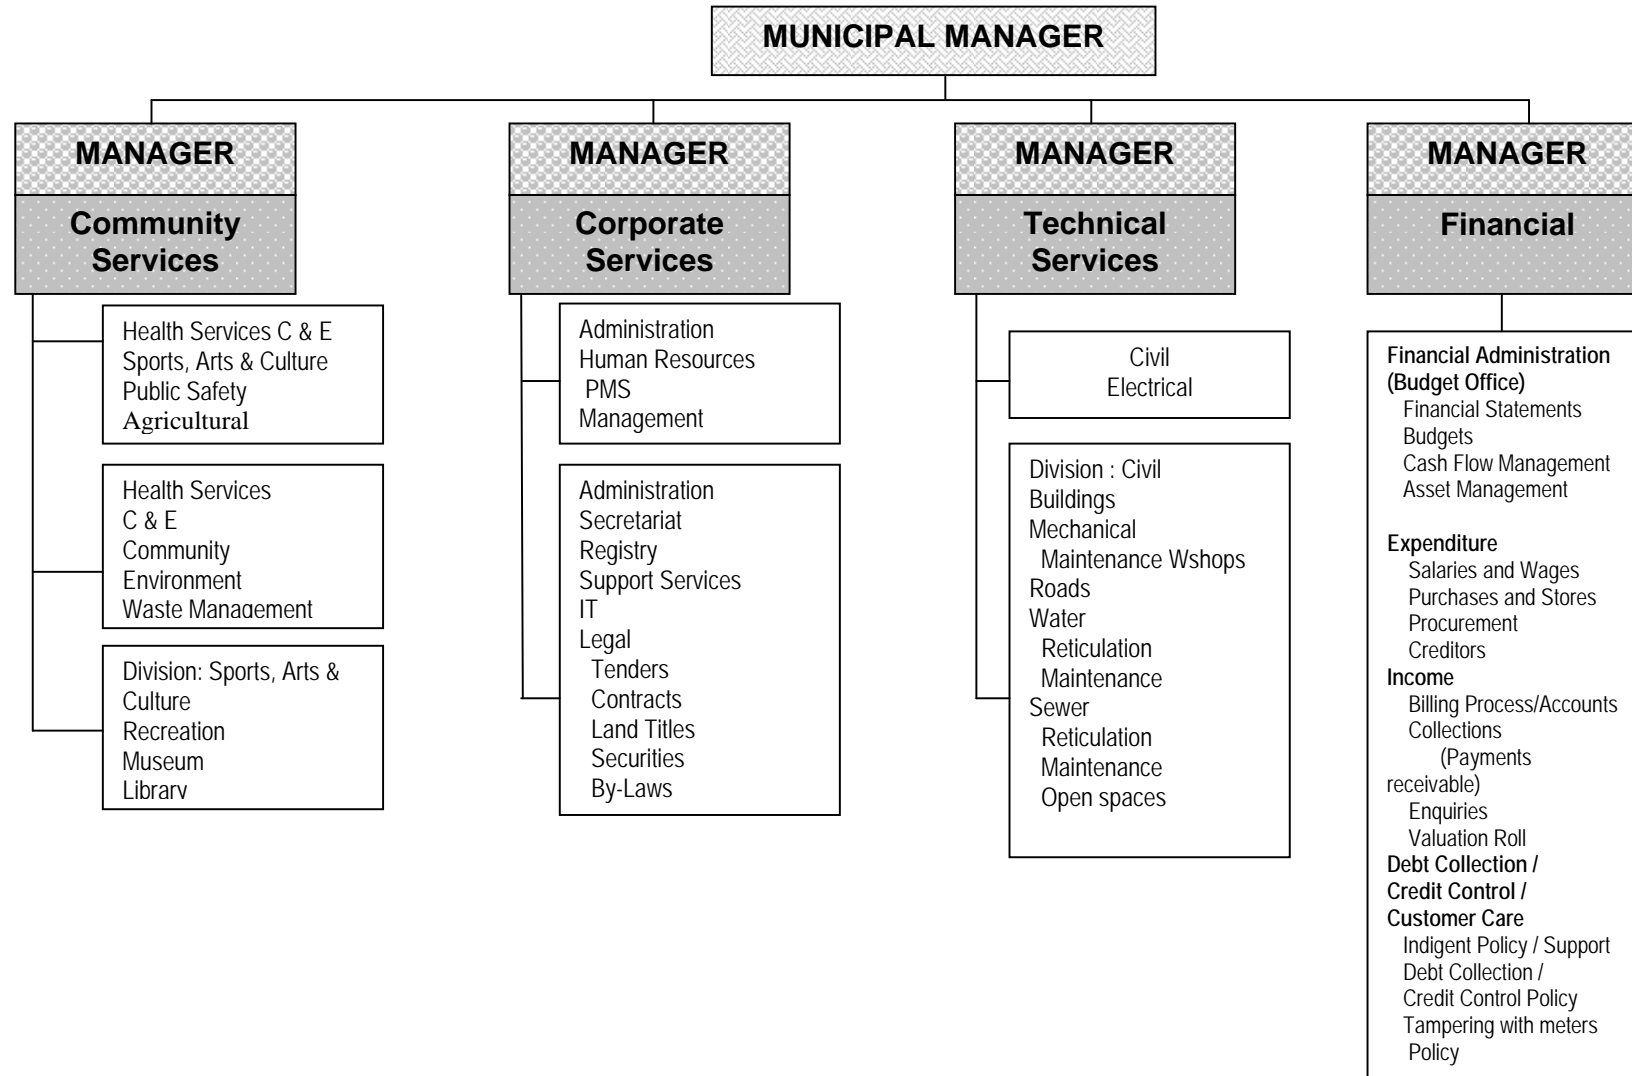 MUNICIPAL MANAGER
MANAGER
Community
Services
Health Services C & E
Sports, Arts & Culture
Public Safety
Agricultural
Health Services
C & E
Community
Environment
Waste Management
Division: Sports, Arts &
Culture
Recreation
Museum
Library
MANAGER
Corporate
Services
Administration
Human Resources
PMS
Management
Administration
Secretariat
Registry
Support Services
IT
Legal
Tenders
Contracts
Land Titles
Securities
By-Laws
MANAGER
Technical
Services
Civil
Electrical
Division : Civil
Buildings
Mechanical
Maintenance Wshops
Roads
Water
Reticulation
Maintenance
Sewer
Reticulation
Maintenance
Open spaces
MANAGER
Financial
Financial Administration
(Budget Office)
Financial Statements
Budgets
Cash Flow Management
Asset Management
Expenditure
Salaries and Wages
Purchases and Stores
Procurement
Creditors
Income
Billing Process/Accounts
Collections
(Payments
receivable)
Enquiries
Valuation Roll
Debt Collection /
Credit Control /
Customer Care
Indigent Policy / Support
Debt Collection /
Credit Control Policy
Tampering with meters
Policy